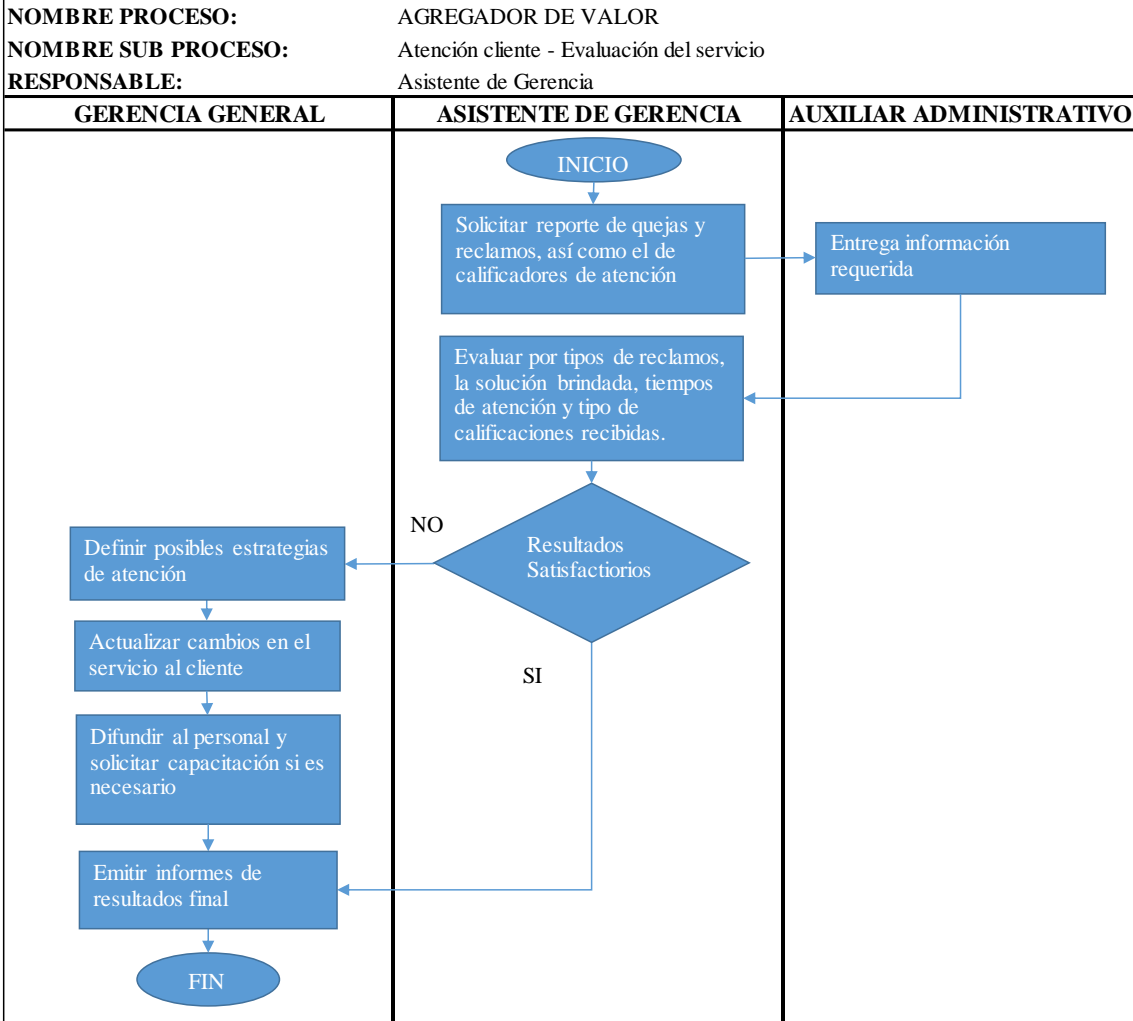 NOMBRE PROCESO: AGREGADOR DE VALOR
NOMBRE SUB PROCESO: Atención cliente - Evaluación del servicio
RESPONSABLE: Asistente de Gerencia
GERENCIA GENERAL ASISTENTE DE GERENCIA AUXILIAR ADMINISTRATIVO
INICIO
Solicitar reporte de quejas y
reclamos, así como el de
calificadores de atención
Entrega información
requerida
Evaluar por tipos de reclamos,
la solución brindada, tiempos
de atención y tipo de
calificaciones recibidas.
Resultados
Satisfactiorios
NO
Definir posibles estrategias
de atención
Actualizar cambios en el
servicio al cliente
SI
Difundir al personal y
solicitar capacitación si es
necesario
Emitir informes de
resultados final
FIN